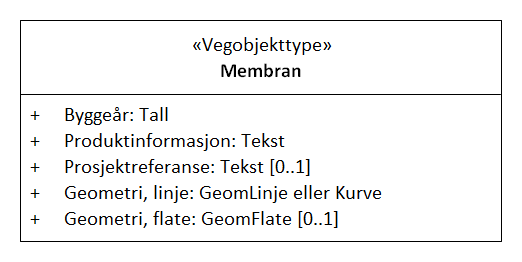 «Vegobjekttype»
Membran
+ Byggeår: Tall
+ Produktinformasjon: Tekst
+ Prosjektreferanse: Tekst [0..1]
+ Geometri, linje: GeomLinje eller Kurve
+ Geometri, flate: GeomFlate [0..1]